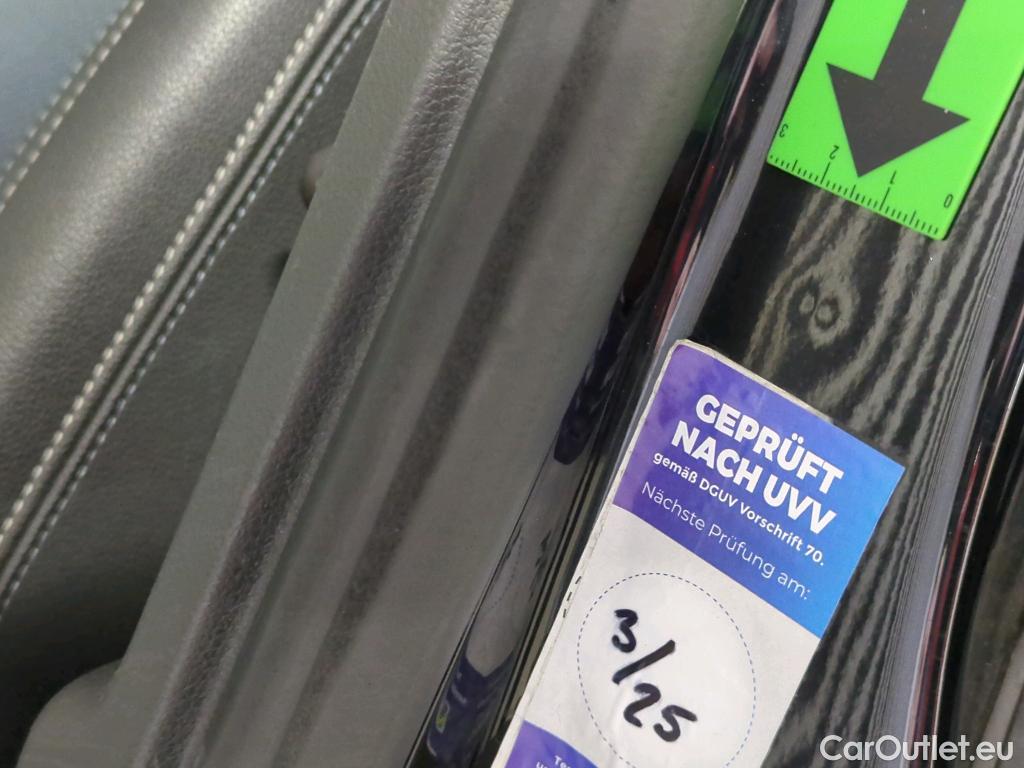 3 2 1 0
GEPRÜFT
NACH UVV
gemäß DGUV Vorschrift 70.
Nächste Prüfung am:
3/25
CarOutlet.eu